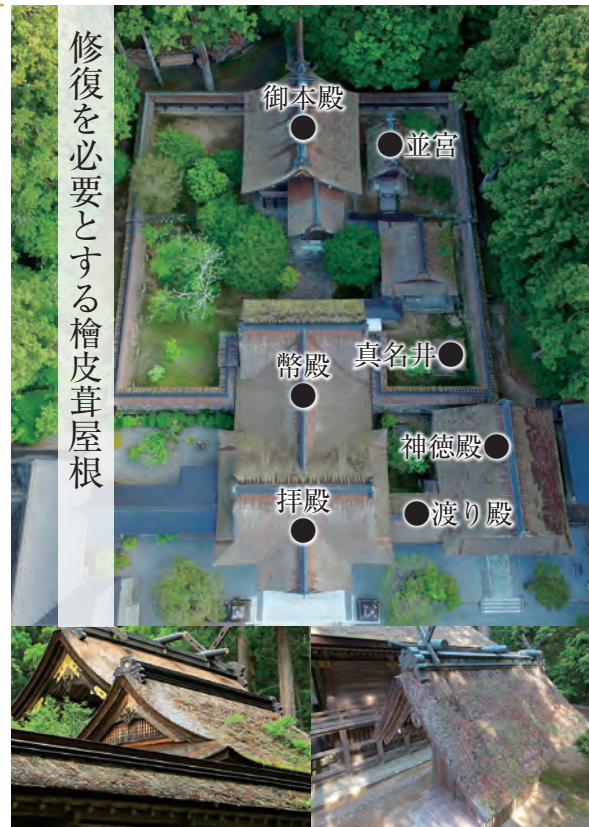 修復を必要とする檜皮葺屋根
御本殿
並宮
真名井
幣殿
神徳殿
拝殿
渡り殿